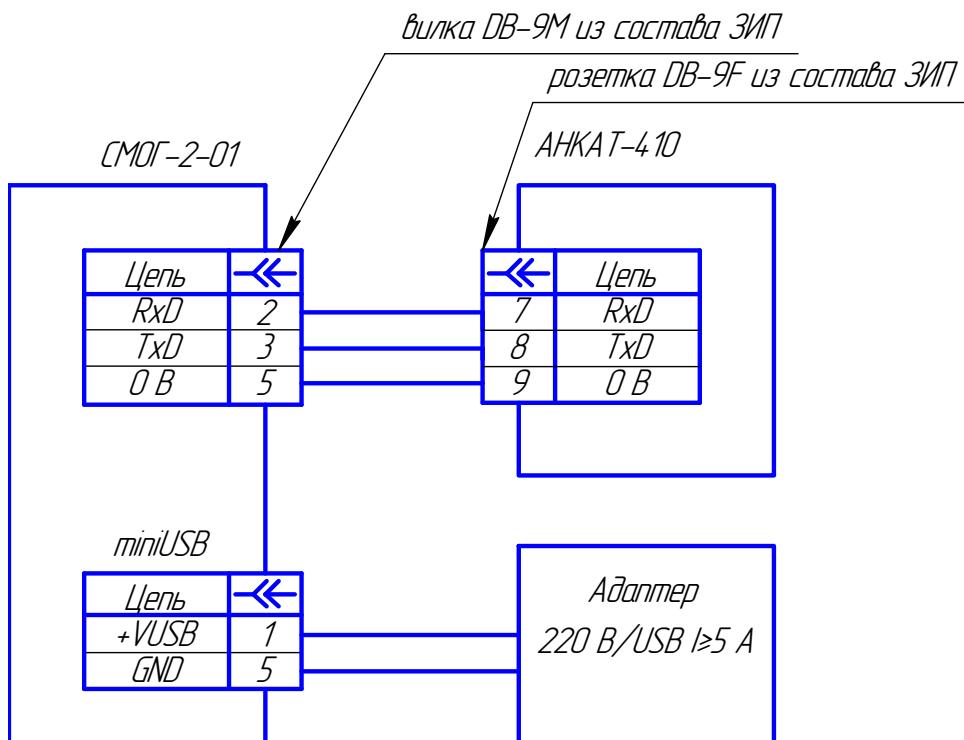 вилка DB-9M из состава ЗИП
розетка DB-9F из состава ЗИП
СМОГ-2-01
АНКАТ-410
Цепь
RxD 2
TxD 3
0 В 5
Цепь
7 RxD
8 TxD
9 0 В
miniUSB
Цепь
+VUSB 1
GND 5
Адаптер
220 В/USB I≥5 А